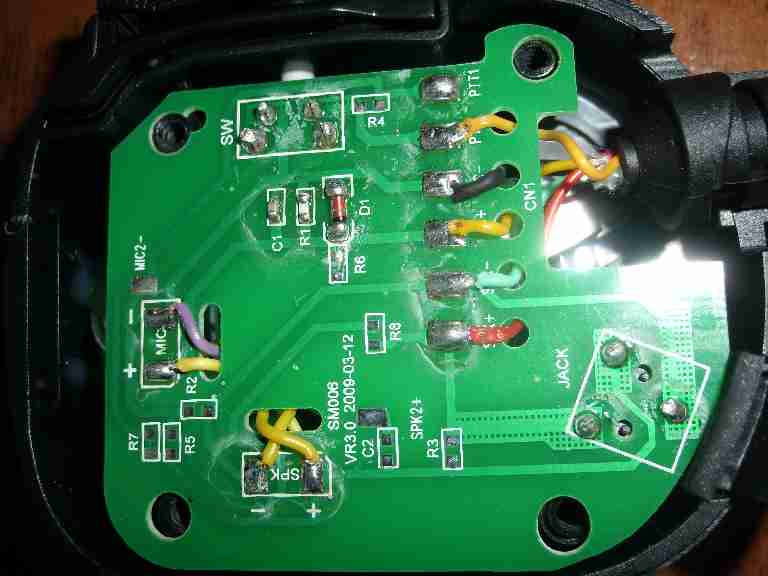 PTT1
R4
SW
P
CN1
D1
C1
R1
+
R6
MIC2-
-
-
S
+
R8
-
MIC
+
JACK
R2
SM006
VR3.0 2009-03-12
SPK2+
R7
R5
C2
R3
SPK
-
+